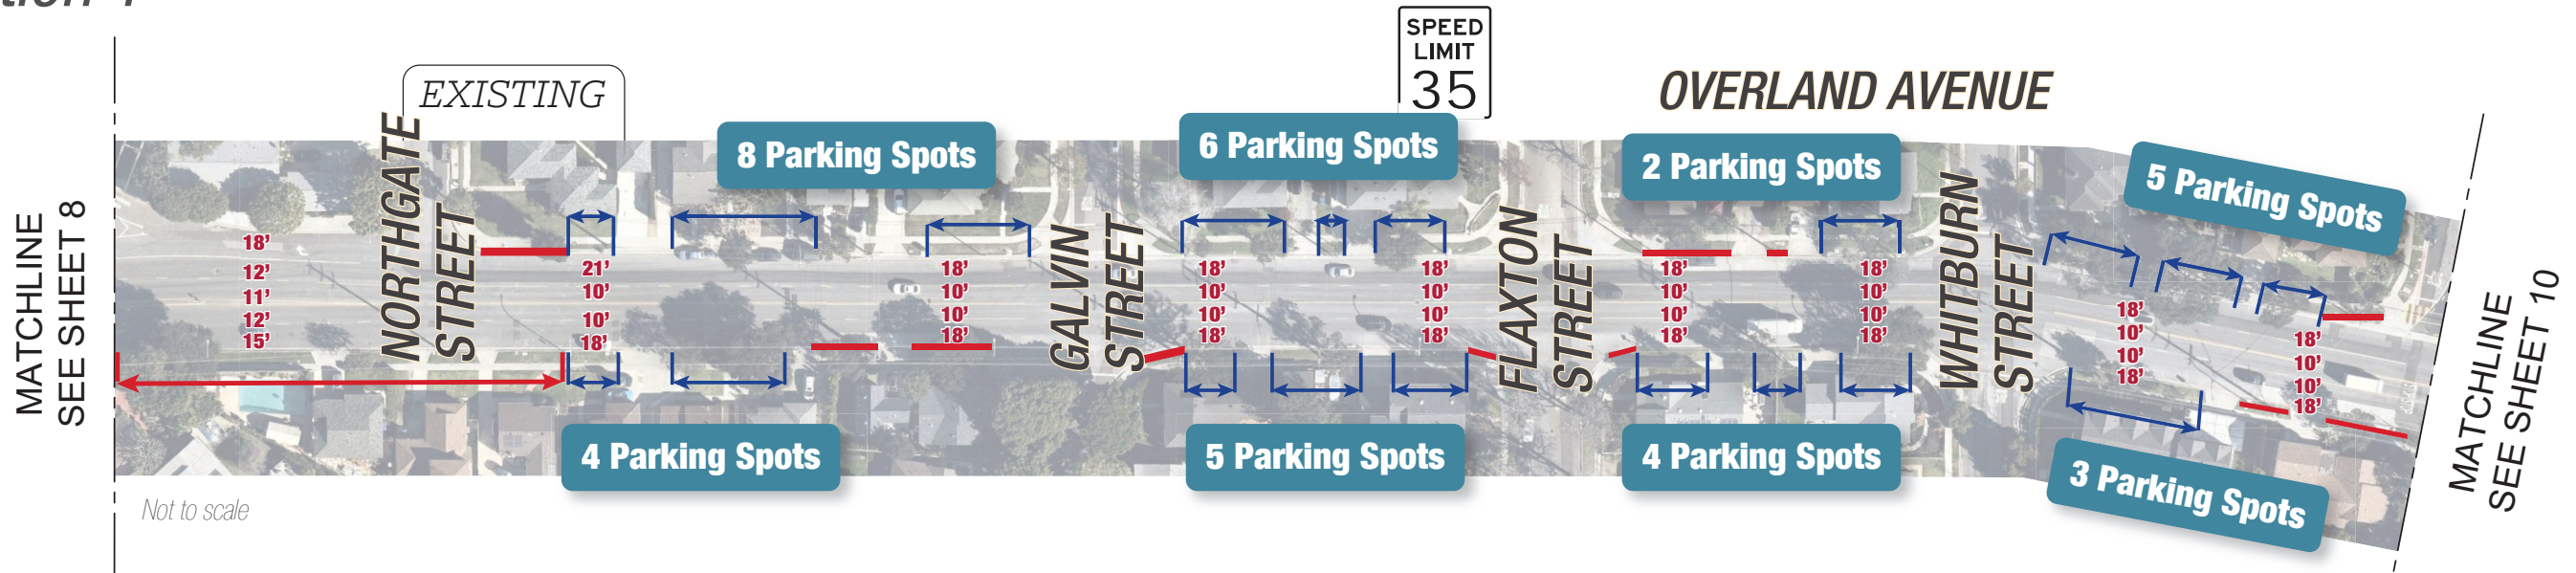 SPEED
LIMIT
35
EXISTING
OVERLAND AVENUE
8 Parking Spots
6 Parking Spots
2 Parking Spots
5 Parking Spots
MATCHLINE
SEE SHEET 8
NORTHGATE
STREET
GALVIN
STREET
FLAXTON
STREET
WHITBURN
STREET
MATCHLINE
SEE SHEET 10
18'
12'
11'
12'
15'
21'
10'
10'
18'
18'
10'
10'
18'
18'
10'
10'
18'
18'
10'
10'
18'
18'
10'
10'
18'
18'
10'
10'
18'
18'
10'
10'
18'
18'
10'
10'
18'
4 Parking Spots
5 Parking Spots
4 Parking Spots
3 Parking Spots
Not to scale